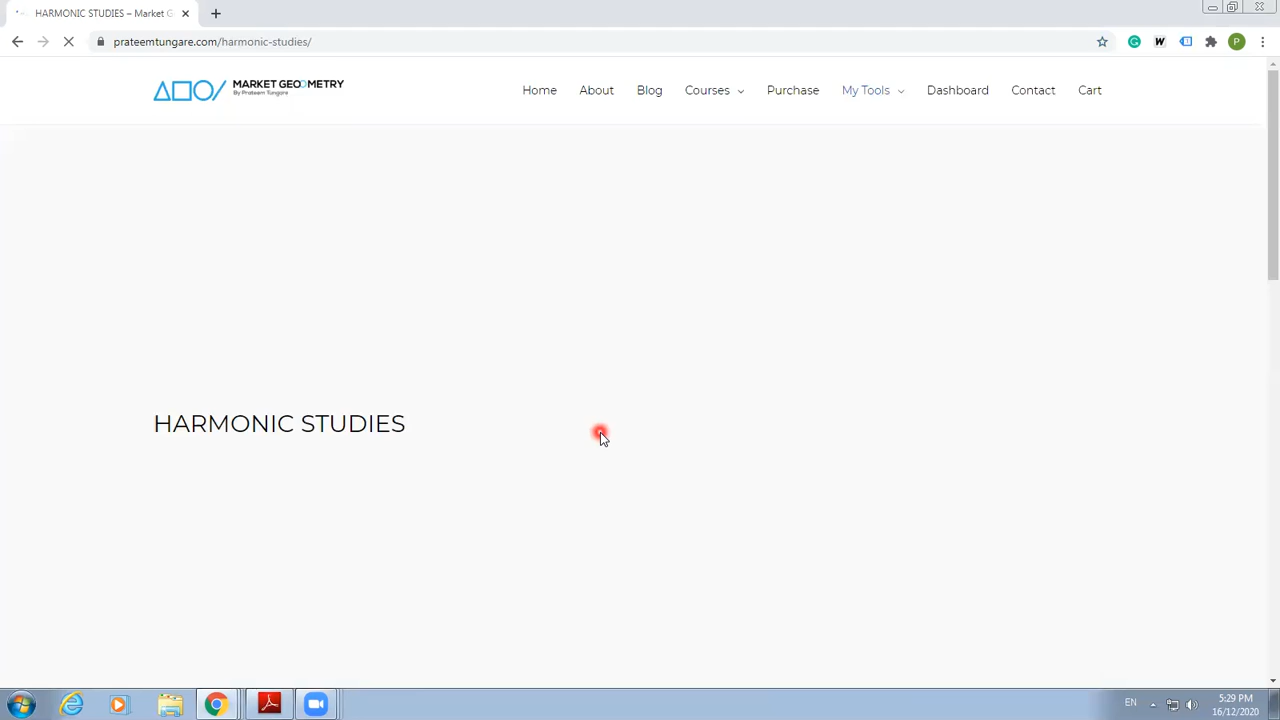 HARMONIC STUDIES – Market G
prateemtungare.com/harmonic-studies/
MARKET GEOMETRY
By Prateem Tungare
Home About Blog Courses Purchase My Tools Dashboard Contact Cart
HARMONIC STUDIES
EN
5:29 PM
16/12/2020